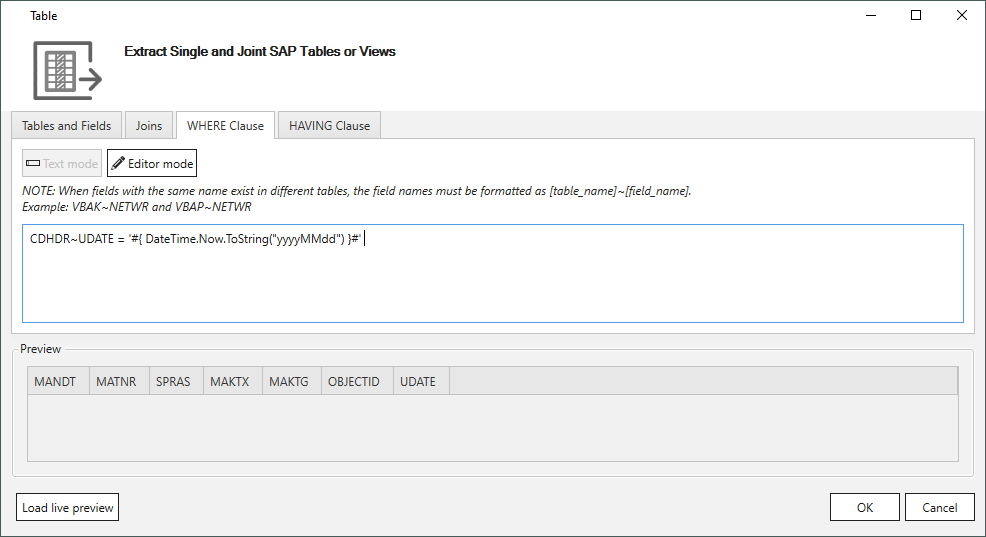 Table
Extract Single and Joint SAP Tables or Views
Tables and Fields Joins WHERE Clause HAVING Clause
Text mode Editor mode
NOTE: When fields with the same name exist in different tables, the field names must be formatted as [table_name]~[field_name].
Example: VBAK~NETWR and VBAP~NETWR
CDHDR~UDATE = '#{ DateTime.Now.ToString("yyyyMMdd") }#'
Preview
MANDT MATNR SPRAS MAKTX MAKTG OBJECTID UDATE
Load live preview OK Cancel